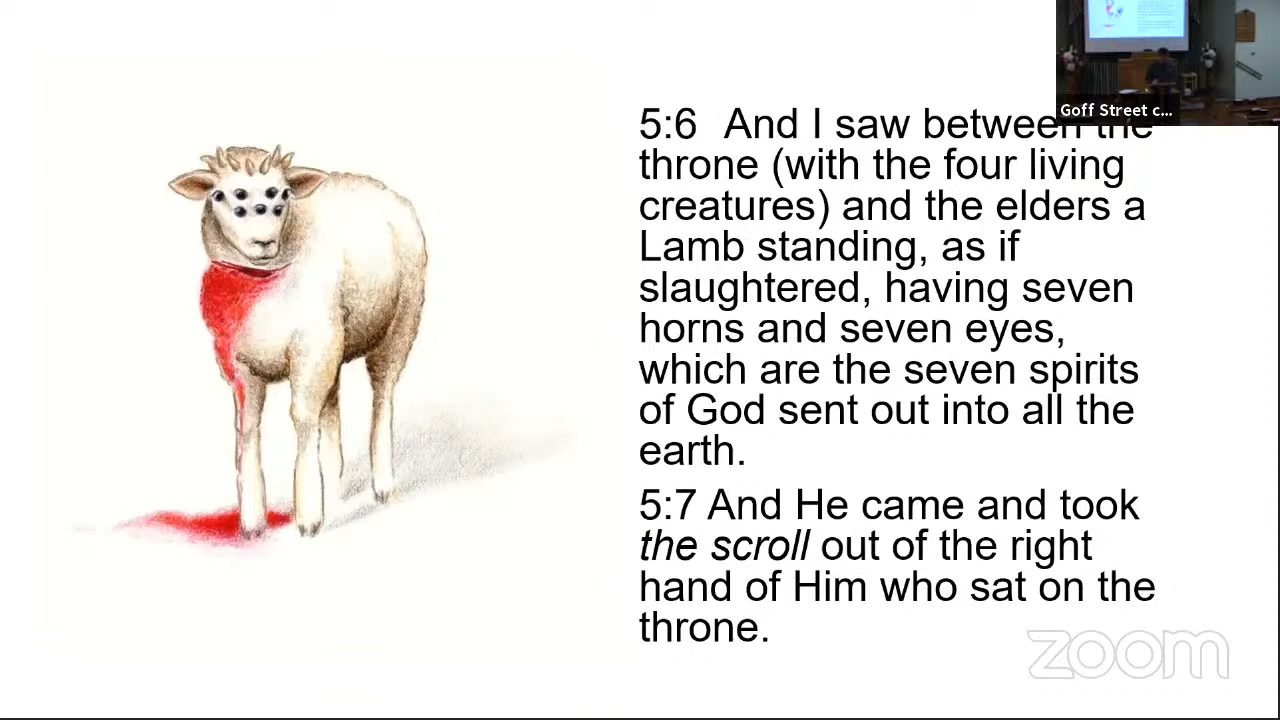 Goff Street c...
5:6 And I saw between the
throne (with the four living
creatures) and the elders a
Lamb standing, as if
slaughtered, having seven
horns and seven eyes,
which are the seven spirits
of God sent out into all the
earth.
5:7 And He came and took
the scroll out of the right
hand of Him who sat on the
throne.
zoom